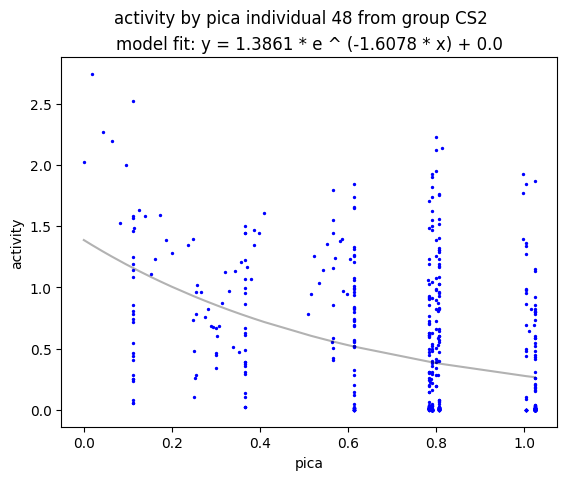 activity by pica individual 48 from group CS2
model fit: y = 1.3861 * e ^ (-1.6078 * x) + 0.0
2.5
2.0
1.5
1.0
0.5
0.0
activity
0.0 0.2 0.4 0.6 0.8 1.0
pica